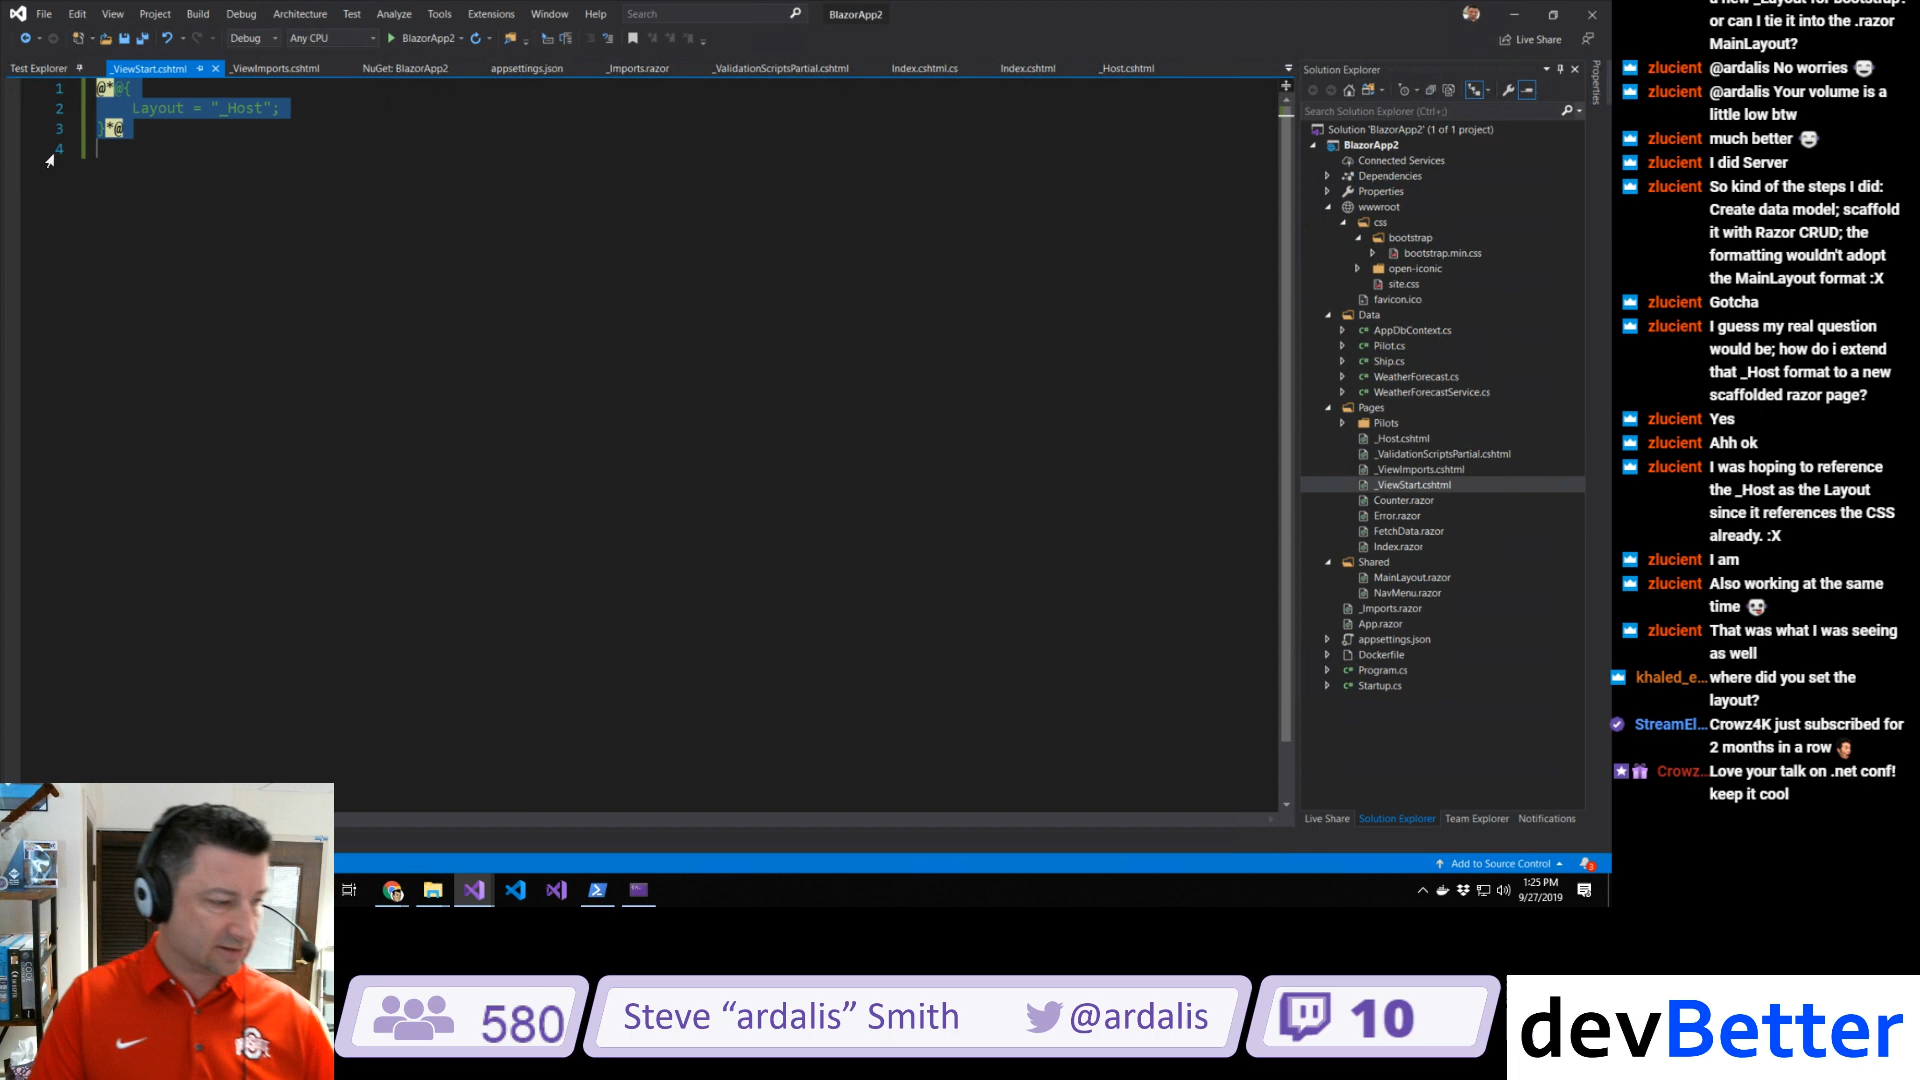 File Edit View Project Build Debug Architecture Test Analyze Tools Extensions Window Help Search BlazorApp2
Debug Any CPU BlazorApp2 Live Share
Test Explorer _ViewStart.cshtml _ViewImports.cshtml NuGet: BlazorApp2 appsettings.json _Imports.razor _ValidationScriptsPartial.cshtml Index.cshtml.cs Index.cshtml _Host.cshtml
1 @*@{
2 Layout = "_Host";
3 }*@
4
Solution Explorer
Search Solution Explorer (Ctrl+;)
Solution 'BlazorApp2' (1 of 1 project)
BlazorApp2
Connected Services
Dependencies
Properties
wwwroot
css
bootstrap
bootstrap.min.css
open-iconic
site.css
favicon.ico
Data
AppDbContext.cs
Pilot.cs
Ship.cs
WeatherForecast.cs
WeatherForecastService.cs
Pages
Pilots
_Host.cshtml
_ValidationScriptsPartial.cshtml
_ViewImports.cshtml
_ViewStart.cshtml
Counter.razor
Error.razor
FetchData.razor
Index.razor
Shared
MainLayout.razor
NavMenu.razor
_Imports.razor
App.razor
appsettings.json
Dockerfile
Program.cs
Startup.cs
Live Share Solution Explorer Team Explorer Notifications
Properties
Add to Source Control
1:25 PM
9/27/2019
or can I tie it into the .razor
MainLayout?
zlucient @ardalis No worries
zlucient @ardalis Your volume is a
little low btw
zlucient much better
zlucient I did Server
zlucient So kind of the steps I did:
Create data model; scaffold
it with Razor CRUD; the
formatting wouldn't adopt
the MainLayout format :X
zlucient Gotcha
zlucient I guess my real question
would be; how do i extend
that _Host format to a new
scaffolded razor page?
zlucient Yes
zlucient Ahh ok
zlucient I was hoping to reference
the _Host as the Layout
since it references the CSS
already. :X
zlucient I am
zlucient Also working at the same
time
zlucient That was what I was seeing
as well
khaled_e... where did you set the
layout?
StreamEl... Crowz4K just subscribed for
2 months in a row
Crowz... Love your talk on .net conf!
keep it cool
580
Steve "ardalis" Smith @ardalis
10
devBetter